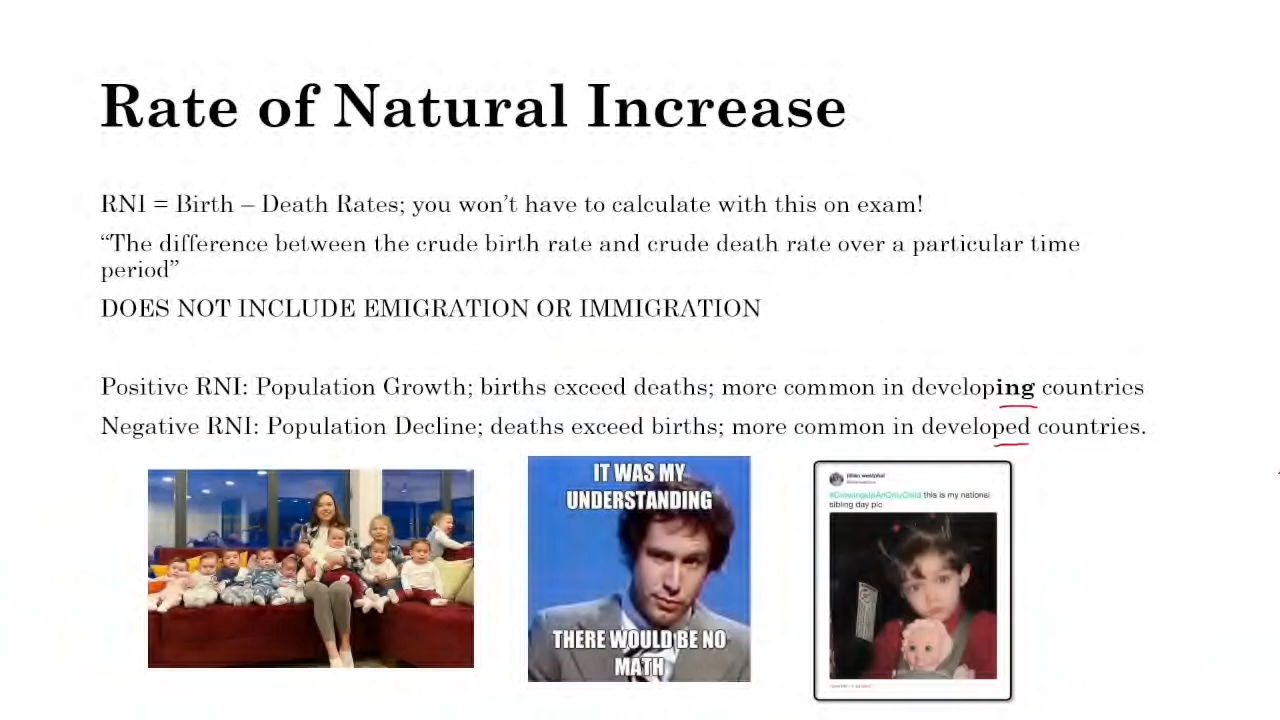 Rate of Natural Increase
RNI = Birth – Death Rates; you won’t have to calculate with this on exam!
“The difference between the crude birth rate and crude death rate over a particular time
period”
DOES NOT INCLUDE EMIGRATION OR IMMIGRATION
Positive RNI: Population Growth; births exceed deaths; more common in developing countries
Negative RNI: Population Decline; deaths exceed births; more common in developed countries.
IT WAS MY
UNDERSTANDING
THERE WOULD BE NO
MATH
jillian westphal
#GrowingUpAnOnlyChild this is my national
sibling day pic